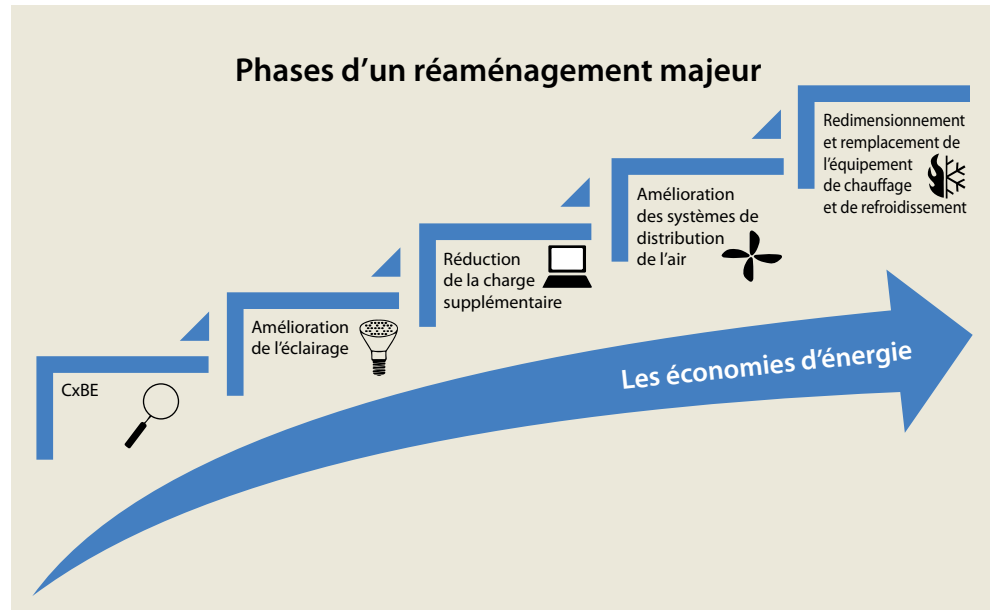 Phases d'un réaménagement majeur
CxBE
Amélioration
de l'éclairage
Réduction
de la charge
supplémentaire
Amélioration
des systèmes de
distribution
de l'air
Redimensionnement
et remplacement de
l'équipement
de chauffage
et de refroidissement
Les économies d'énergie